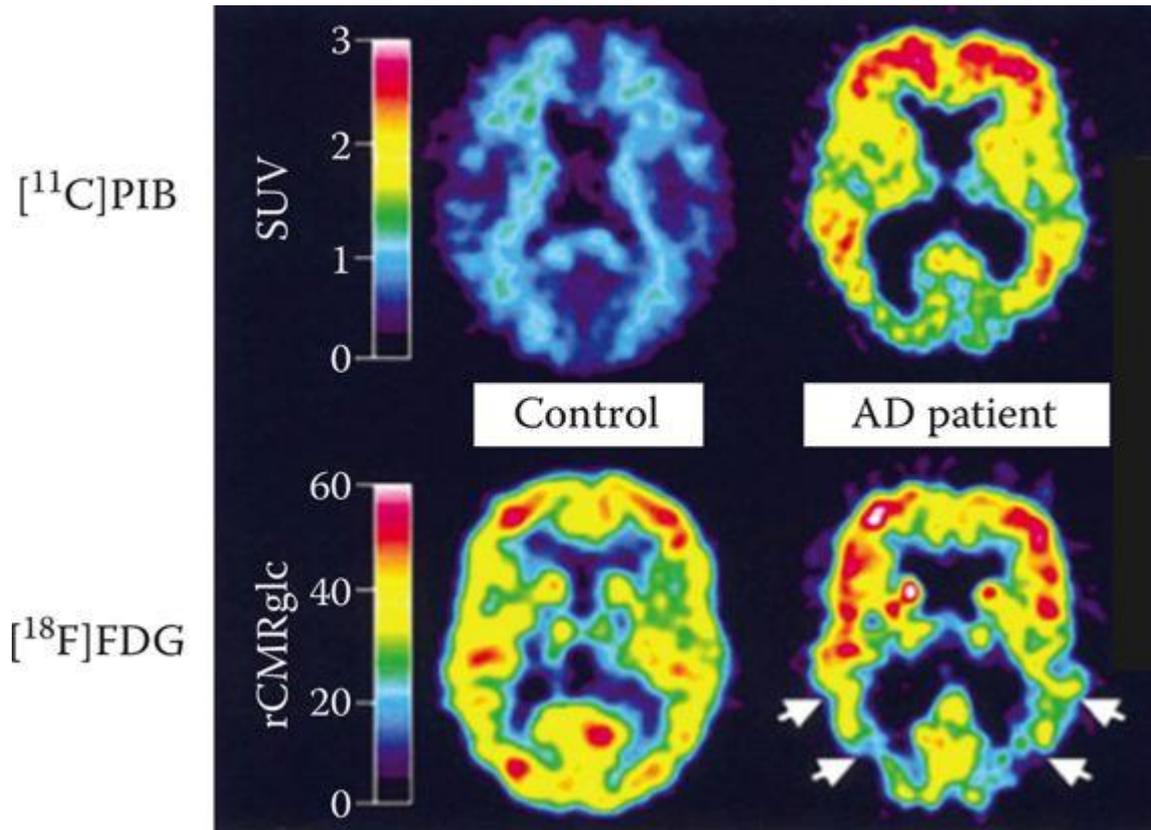 [¹¹C]PIB
SUV
3
2
1
0
Control
AD patient
[¹⁸F]FDG
rCMRglc
60
40
20
0